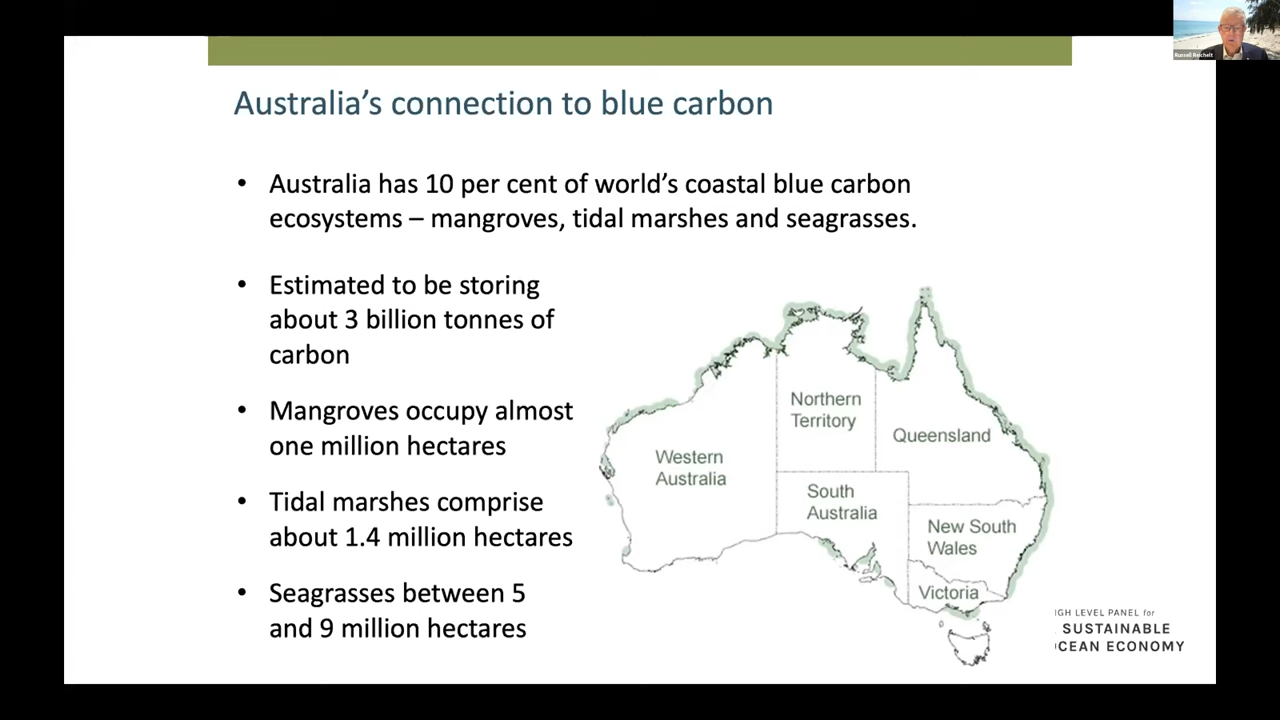 Russell Reichelt
Australia’s connection to blue carbon
• Australia has 10 per cent of world’s coastal blue carbon
ecosystems – mangroves, tidal marshes and seagrasses.
• Estimated to be storing
about 3 billion tonnes of
carbon
• Mangroves occupy almost
one million hectares
• Tidal marshes comprise
about 1.4 million hectares
• Seagrasses between 5
and 9 million hectares
Northern
Territory
Queensland
Western
Australia
South
Australia
New South
Wales
Victoria
IGH LEVEL PANEL for
SUSTAINABLE
OCEAN ECONOMY